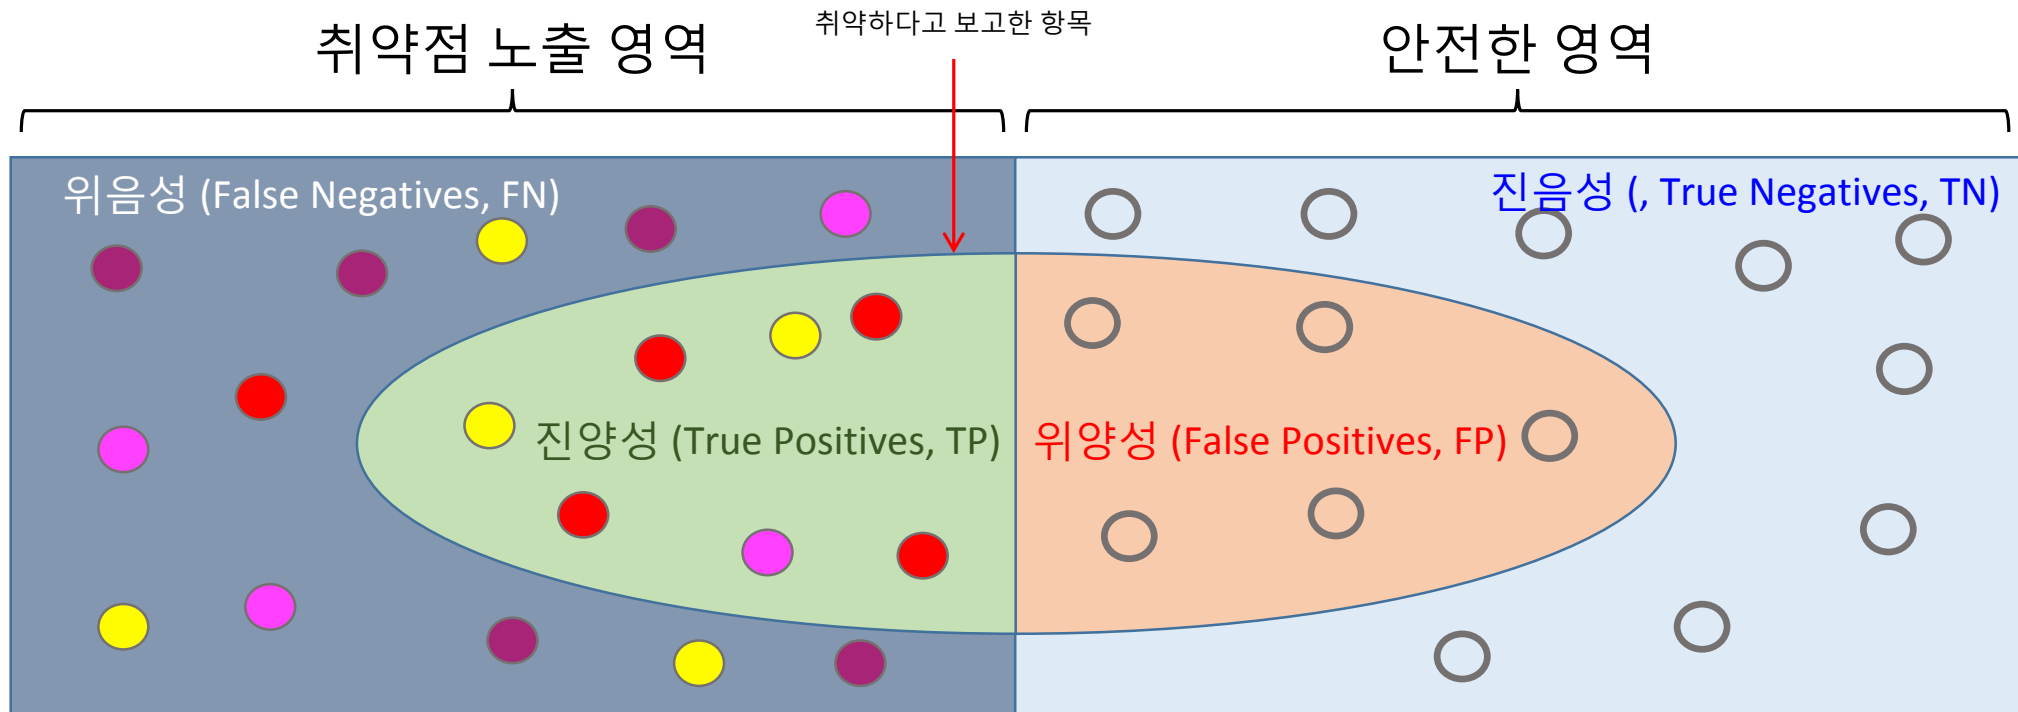 취약하다고 보고한 항목
취약점 노출 영역
안전한 영역
위음성 (False Negatives, FN)
진음성 (, True Negatives, TN)
진양성 (True Positives, TP)
위양성 (False Positives, FP)